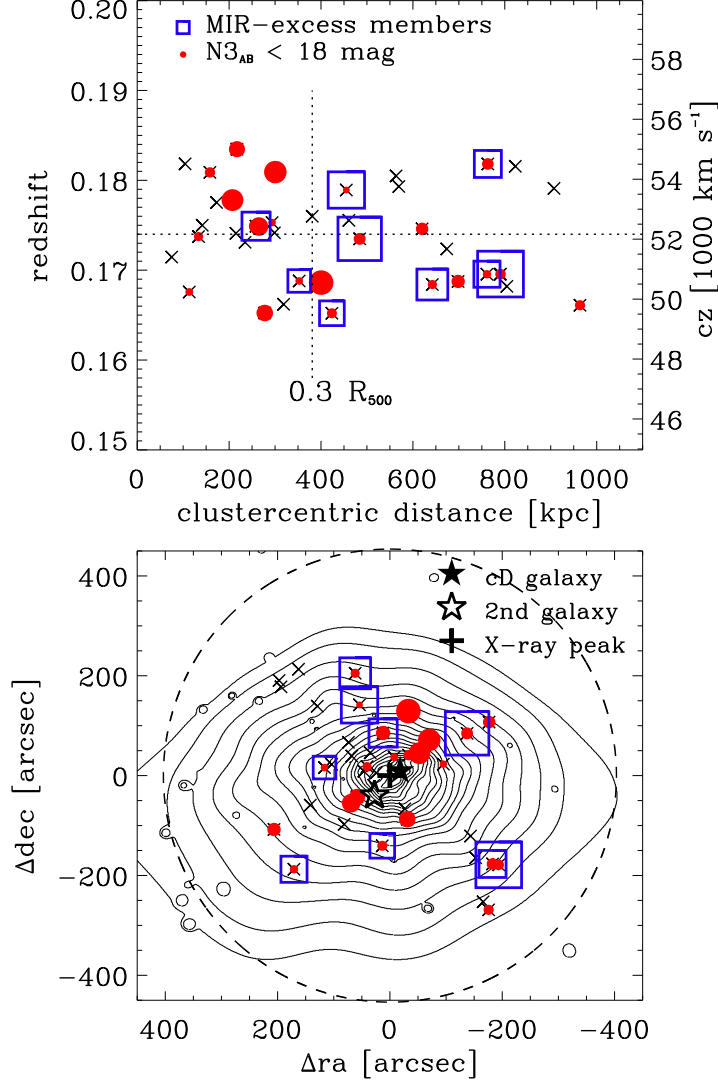 MIR-excess members
N3AB < 18 mag
0.20
0.19
0.18
0.17
0.16
0.15
redshift
58
56
54
52
50
48
46
cz [1000 km s⁻¹]
0.3 R500
0 200 400 600 800 1000
clustercentric distance [kpc]
cD galaxy
2nd galaxy
X-ray peak
400
200
0
−200
−400
Δdec [arcsec]
400 200 0 −200 −400
Δra [arcsec]